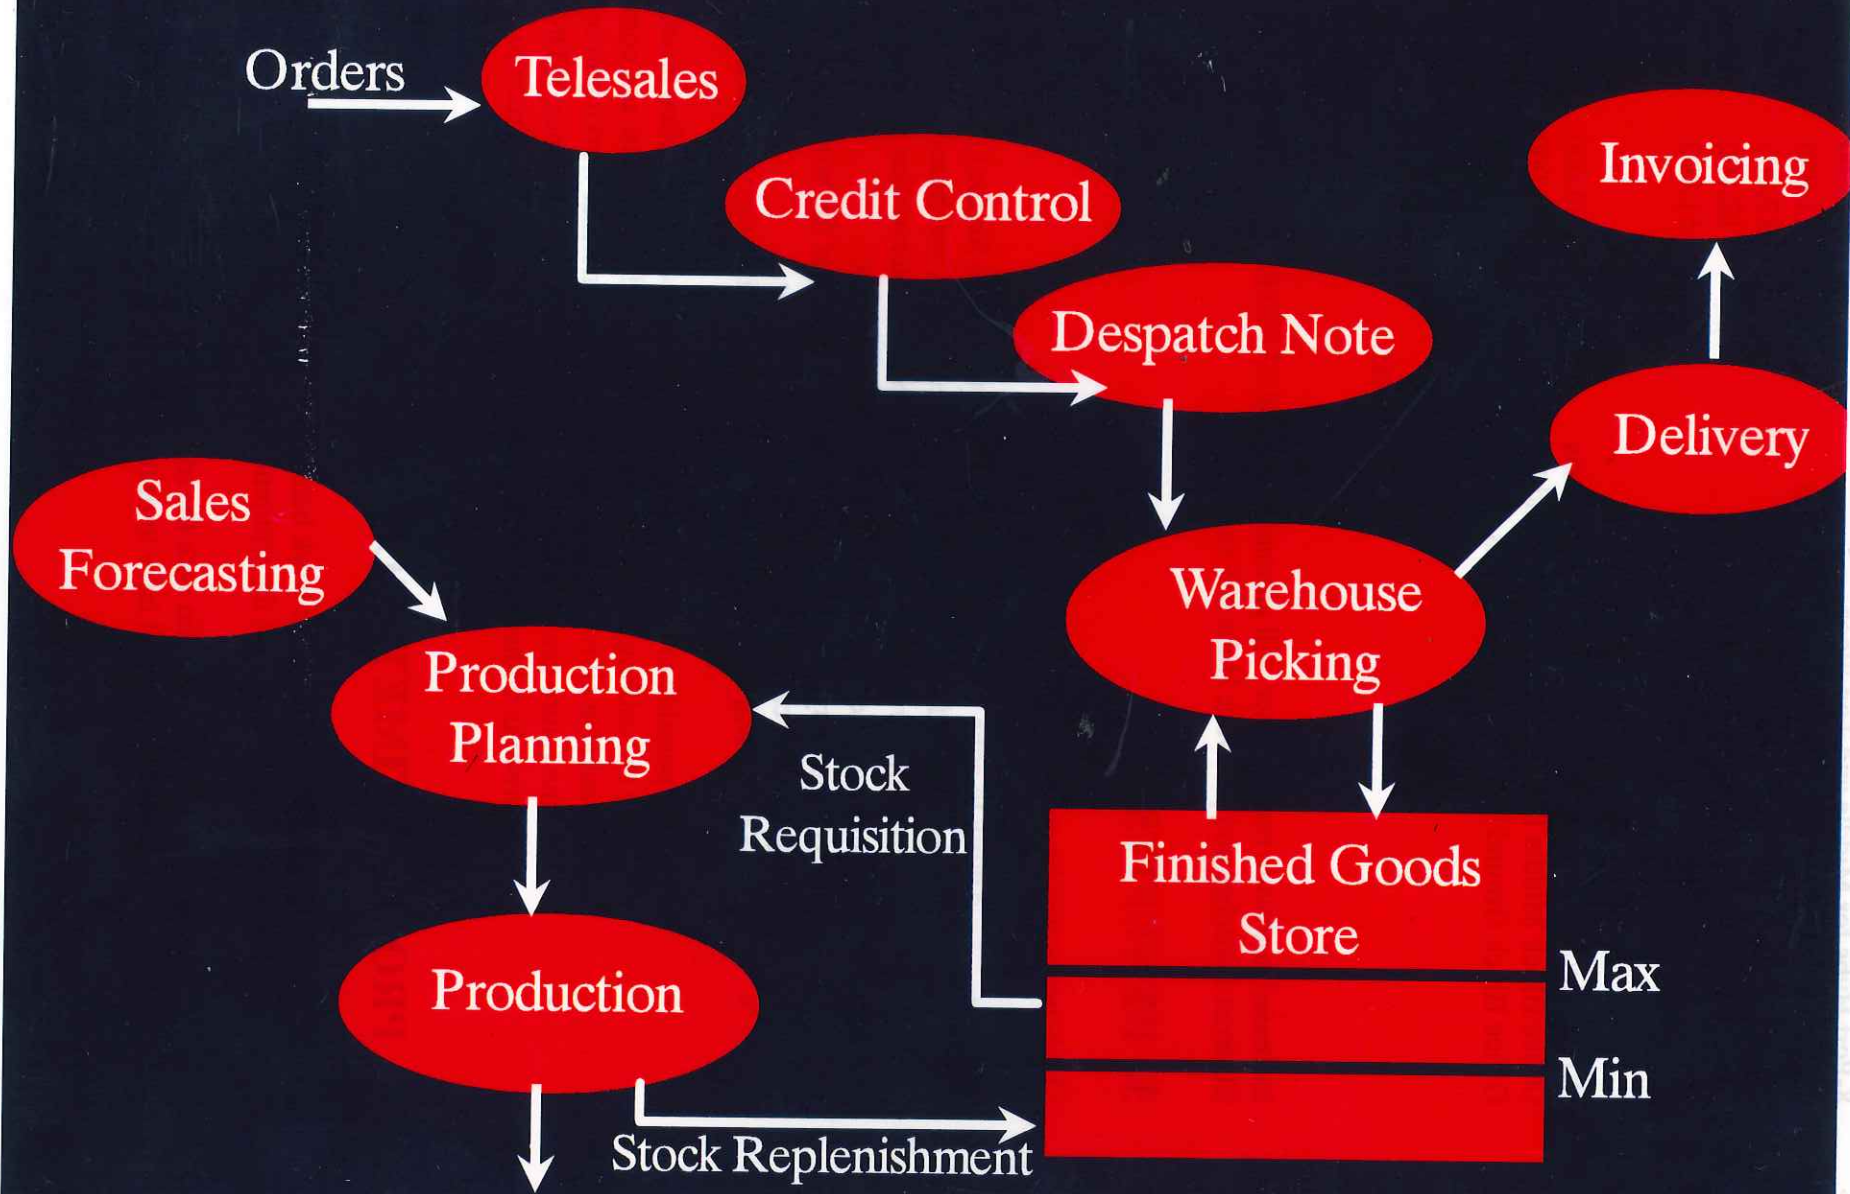 Orders
Telesales
Credit Control
Invoicing
Despatch Note
Delivery
Sales
Forecasting
Warehouse
Picking
Production
Planning
Stock
Requisition
Finished Goods
Store
Max
Production
Min
Stock Replenishment